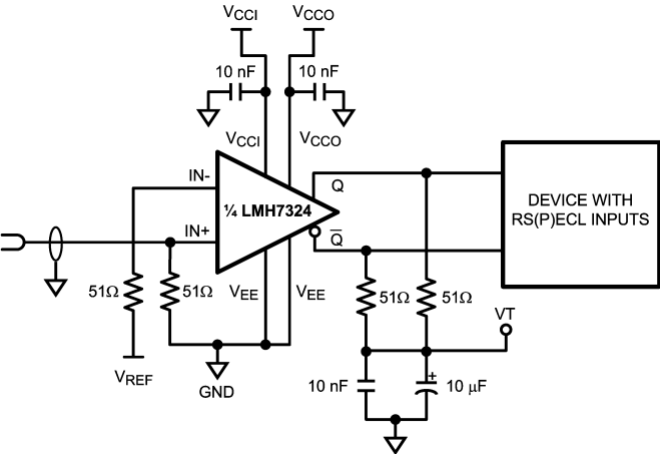 VCCI VCCO
10 nF 10 nF
VCCI VCCO
IN-
Q
DEVICE WITH
RS(P)ECL INPUTS
¼ LMH7324
IN+
Q̅
51Ω 51Ω VEE VEE 51Ω 51Ω
VT
VREF
GND
10 nF + 10 µF